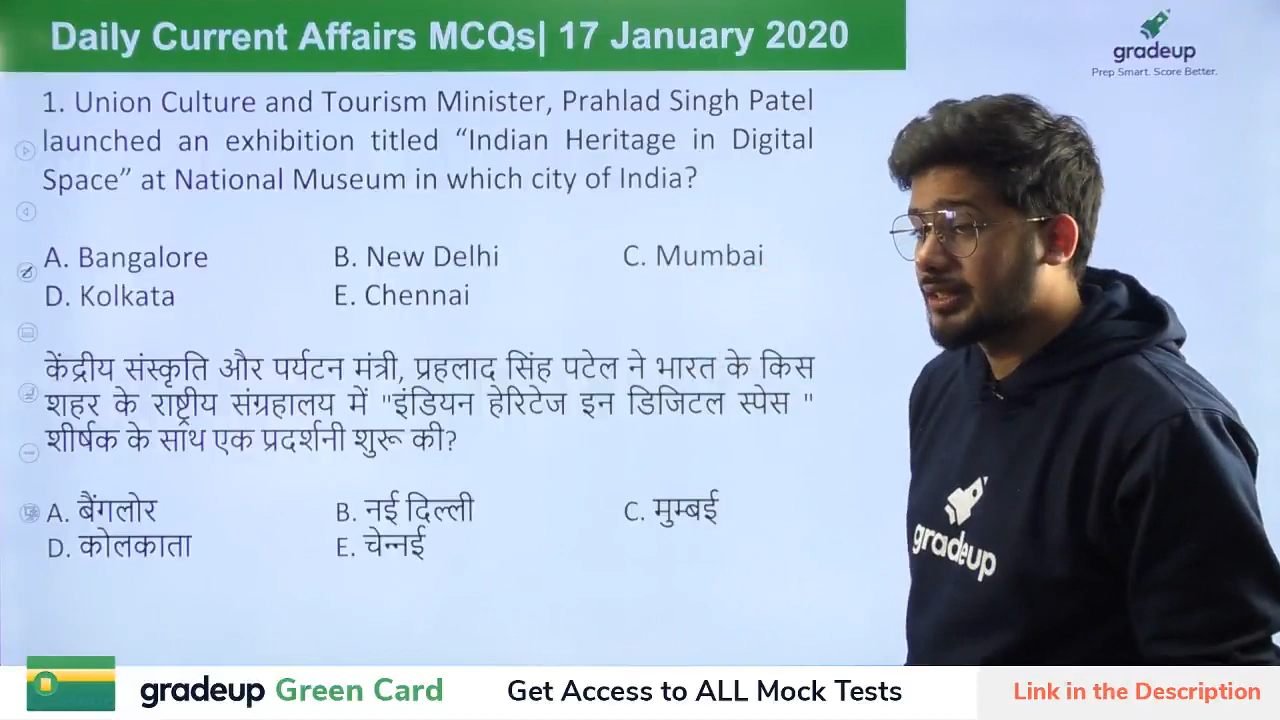 Daily Current Affairs MCQs| 17 January 2020
gradeup
Prep Smart. Score Better.
1. Union Culture and Tourism Minister, Prahlad Singh Patel
launched an exhibition titled “Indian Heritage in Digital
Space” at National Museum in which city of India?
A. Bangalore B. New Delhi C. Mumbai
D. Kolkata E. Chennai
केंद्रीय संस्कृति और पर्यटन मंत्री, प्रहलाद सिंह पटेल ने भारत के किस
शहर के राष्ट्रीय संग्रहालय में "इंडियन हेरिटेज इन डिजिटल स्पेस "
शीर्षक के साथ एक प्रदर्शनी शुरू की?
A. बैंगलोर B. नई दिल्ली C. मुम्बई
D. कोलकाता E. चेन्नई
gradeup
gradeup Green Card Get Access to ALL Mock Tests Link in the Description